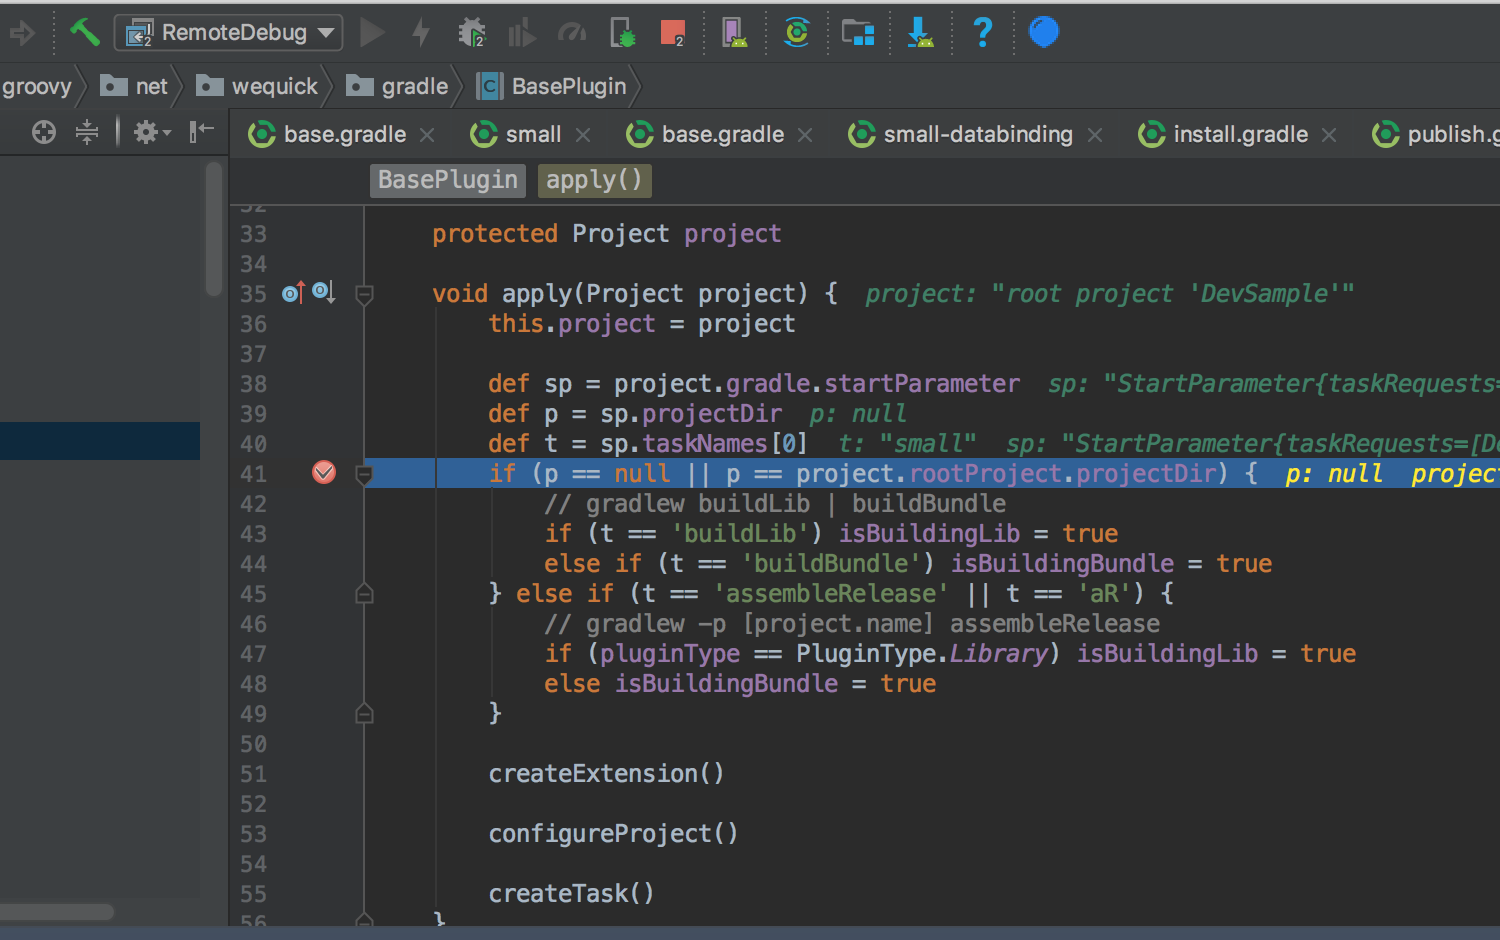 RemoteDebug
groovy net wequick gradle BasePlugin
base.gradle small base.gradle small-databinding install.gradle publish.g
BasePlugin apply()
32
33 protected Project project
34
35 void apply(Project project) { project: "root project 'DevSample'"
36 this.project = project
37
38 def sp = project.gradle.startParameter sp: "StartParameter{taskRequests=
39 def p = sp.projectDir p: null
40 def t = sp.taskNames[0] t: "small" sp: "StartParameter{taskRequests=[De
41 if (p == null || p == project.rootProject.projectDir) { p: null project
42 // gradlew buildLib | buildBundle
43 if (t == 'buildLib') isBuildingLib = true
44 else if (t == 'buildBundle') isBuildingBundle = true
45 } else if (t == 'assembleRelease' || t == 'aR') {
46 // gradlew -p [project.name] assembleRelease
47 if (pluginType == PluginType.Library) isBuildingLib = true
48 else isBuildingBundle = true
49 }
50
51 createExtension()
52
53 configureProject()
54
55 createTask()
56 }